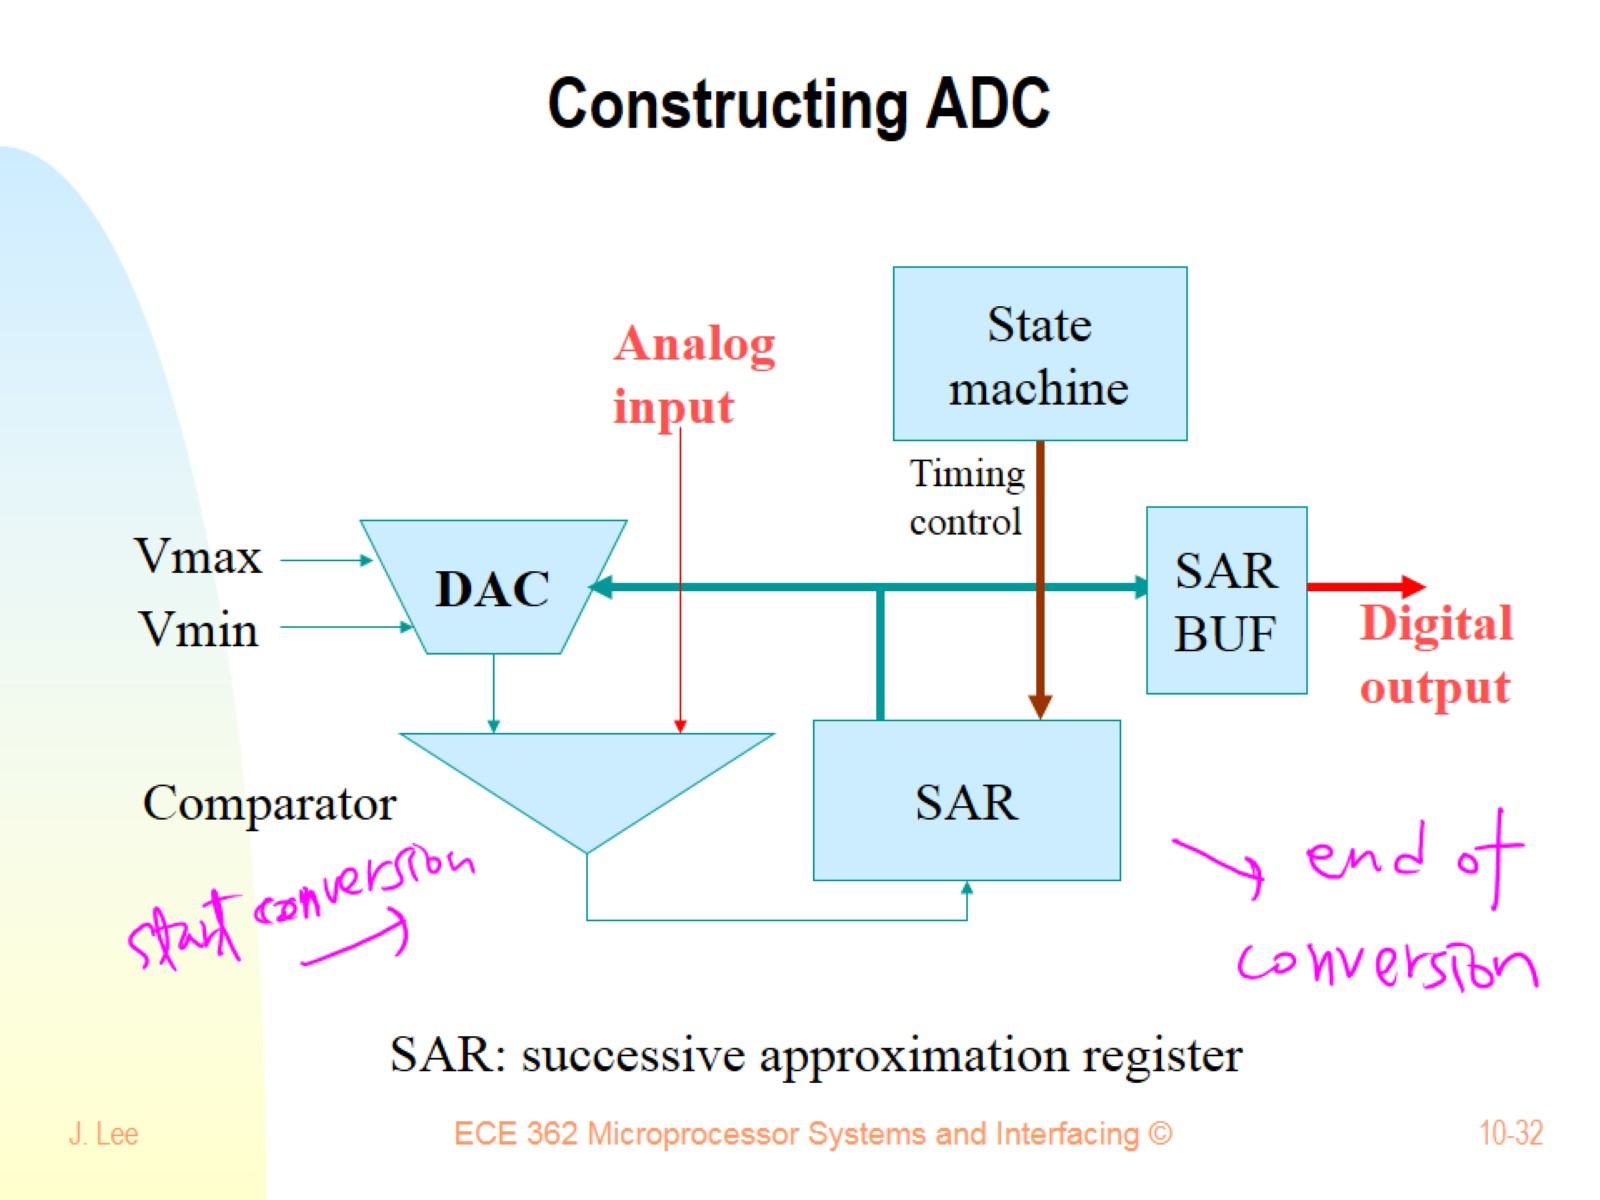 Constructing ADC
Analog
input
State
machine
Timing
control
Vmax
Vmin
DAC
SAR
BUF
Digital
output
Comparator
SAR
start conversion
end of
conversion
SAR: successive approximation register
J. Lee
ECE 362 Microprocessor Systems and Interfacing ©
10-32